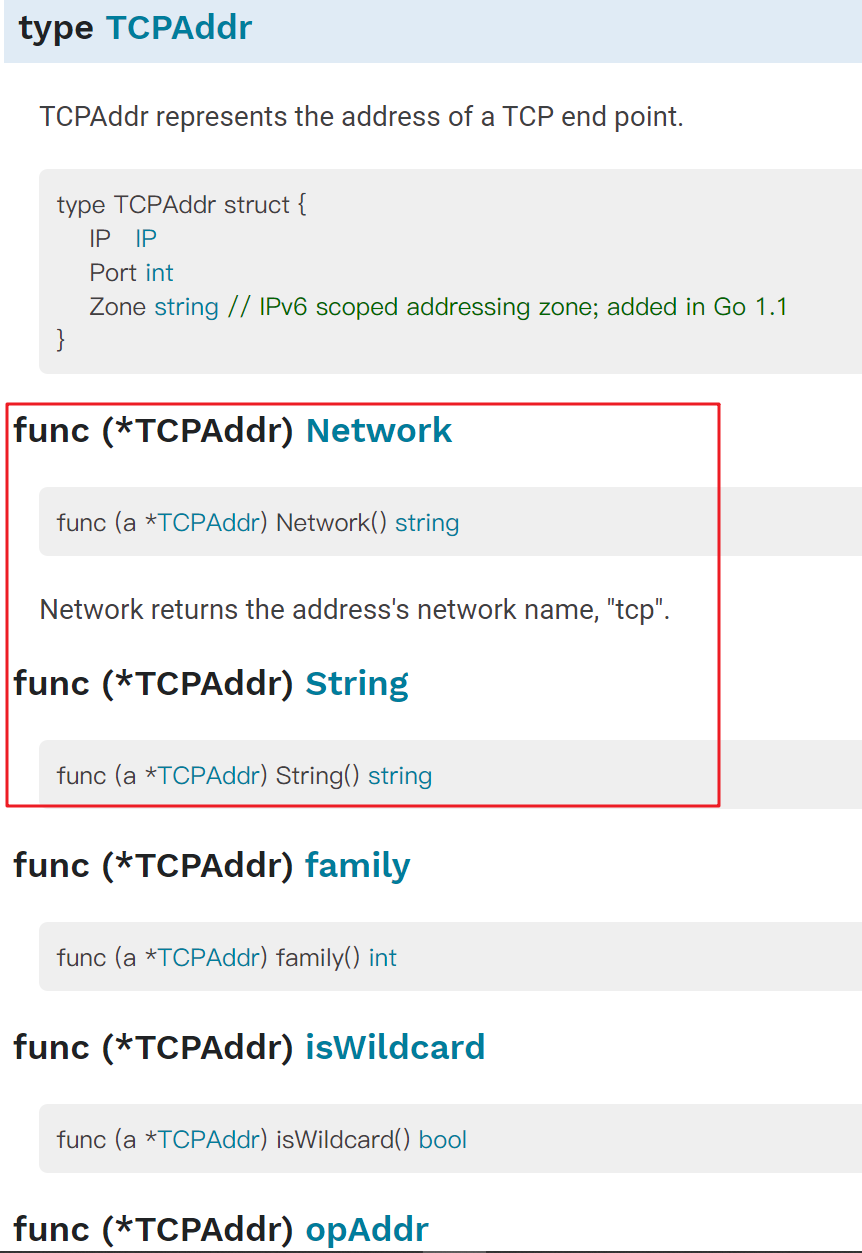 type TCPAddr
TCPAddr represents the address of a TCP end point.
type TCPAddr struct {
    IP    IP
    Port int
    Zone string // IPv6 scoped addressing zone; added in Go 1.1
}
func (*TCPAddr) Network
func (a *TCPAddr) Network() string
Network returns the address's network name, "tcp".
func (*TCPAddr) String
func (a *TCPAddr) String() string
func (*TCPAddr) family
func (a *TCPAddr) family() int
func (*TCPAddr) isWildcard
func (a *TCPAddr) isWildcard() bool
func (*TCPAddr) opAddr